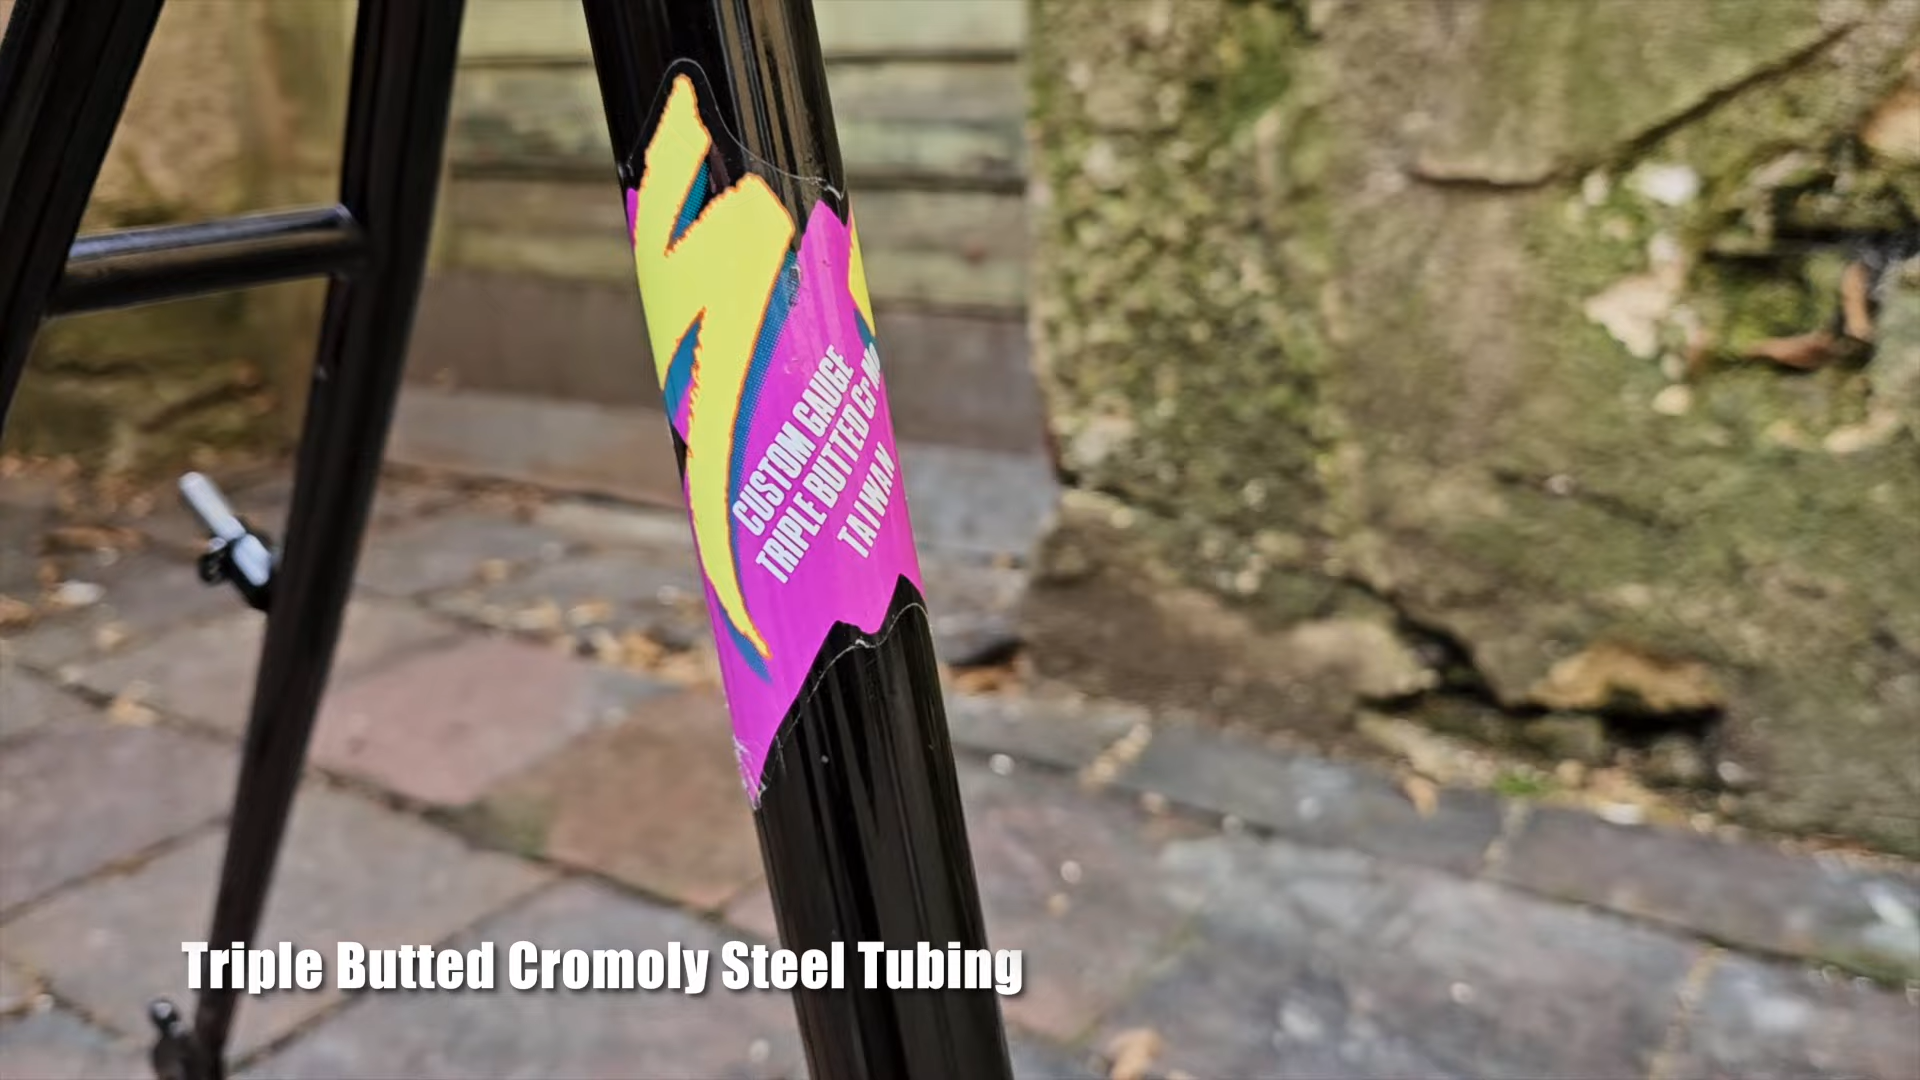 CUSTOM GAUGE
TRIPLE BUTTED Cr Mo
TAIWAN
Triple Butted Cromoly Steel Tubing